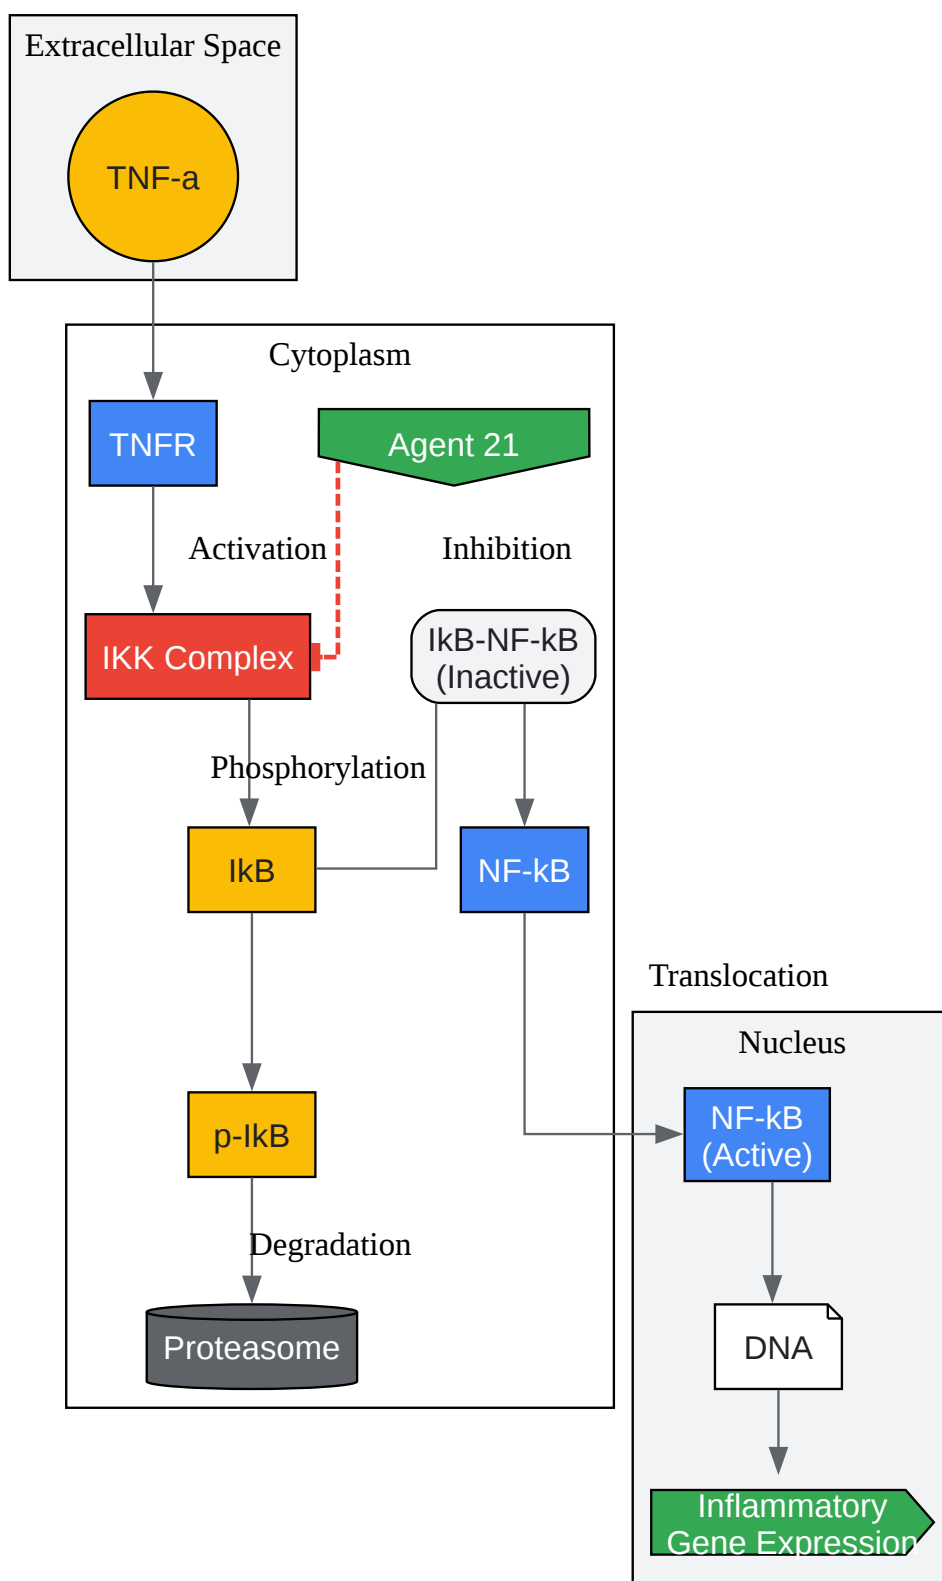 Extracellular Space
TNF-a
Cytoplasm
TNFR
Agent 21
Activation
Inhibition
IKK Complex
IkB-NF-kB
(Inactive)
Phosphorylation
IkB
NF-kB
Translocation
Nucleus
p-IkB
NF-kB
(Active)
Degradation
Proteasome
DNA
Inflammatory
Gene Expression